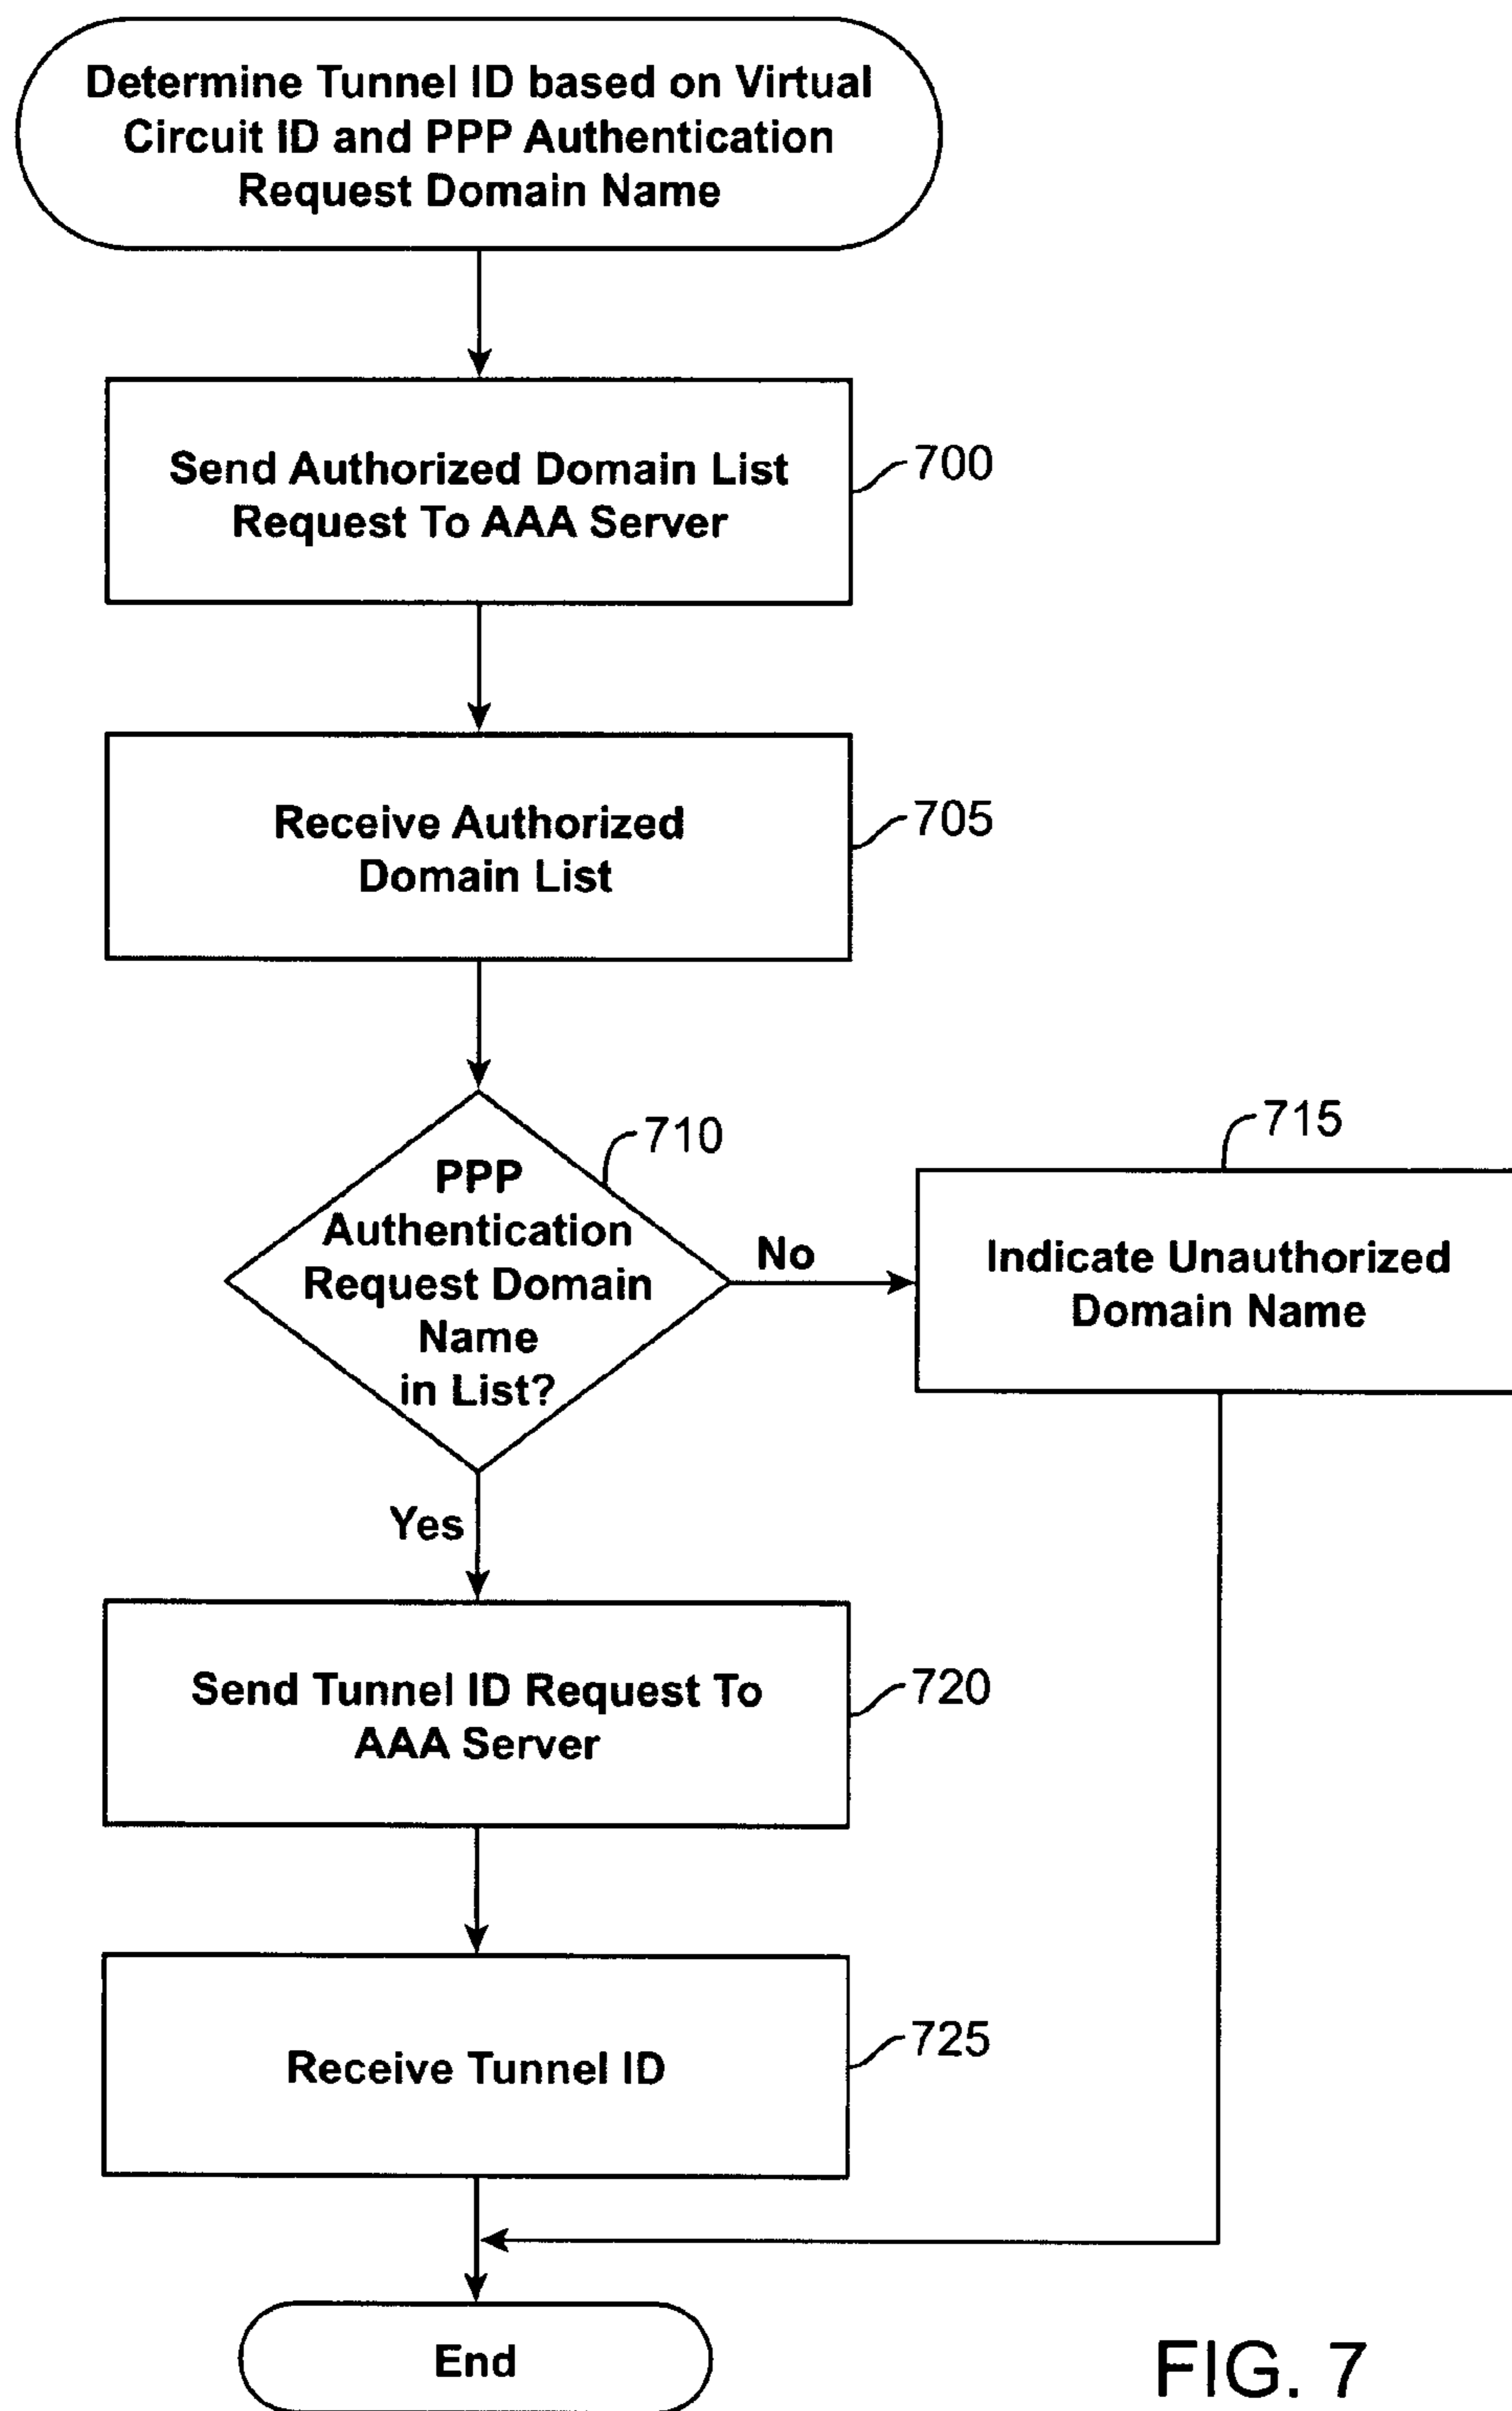 Determine Tunnel ID based on Virtual
Circuit ID and PPP Authentication
Request Domain Name
Send Authorized Domain List
Request To AAA Server
700
Receive Authorized
Domain List
705
PPP
Authentication
Request Domain
Name
in List?
710
No
715
Indicate Unauthorized
Domain Name
Yes
Send Tunnel ID Request To
AAA Server
720
Receive Tunnel ID
725
End
FIG. 7